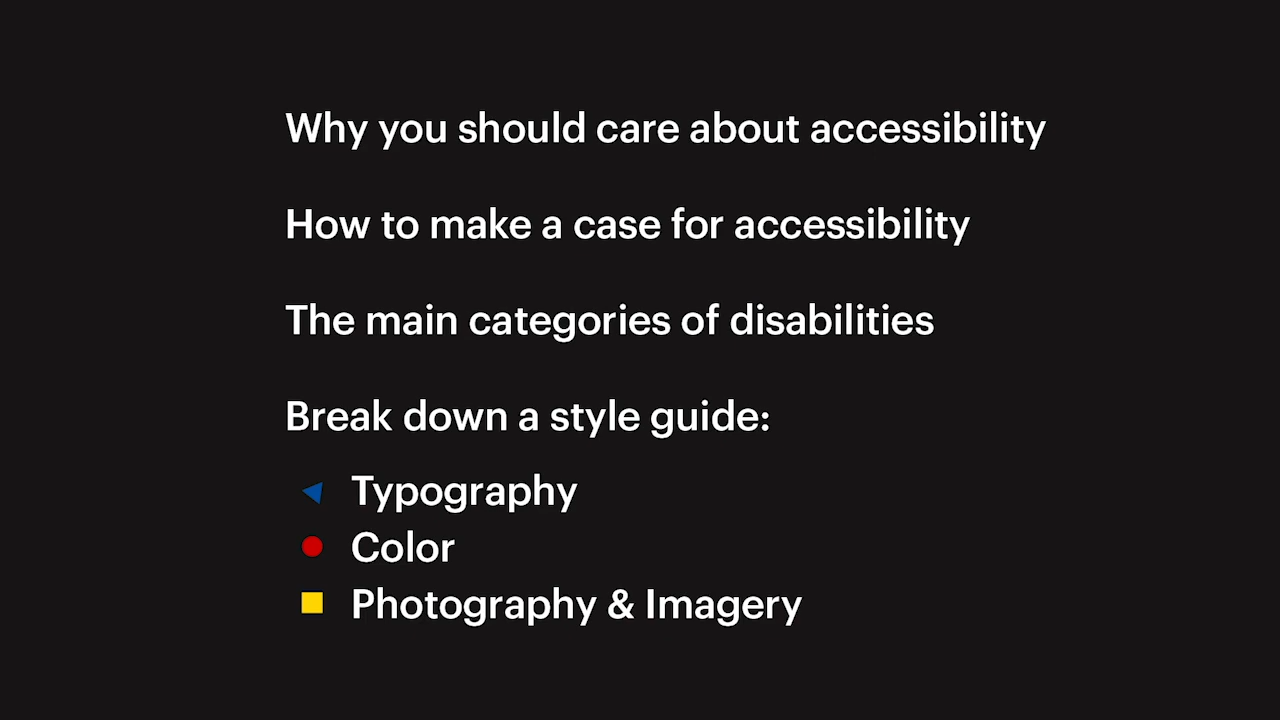 Why you should care about accessibility
How to make a case for accessibility
The main categories of disabilities
Break down a style guide:
Typography
Color
Photography & Imagery